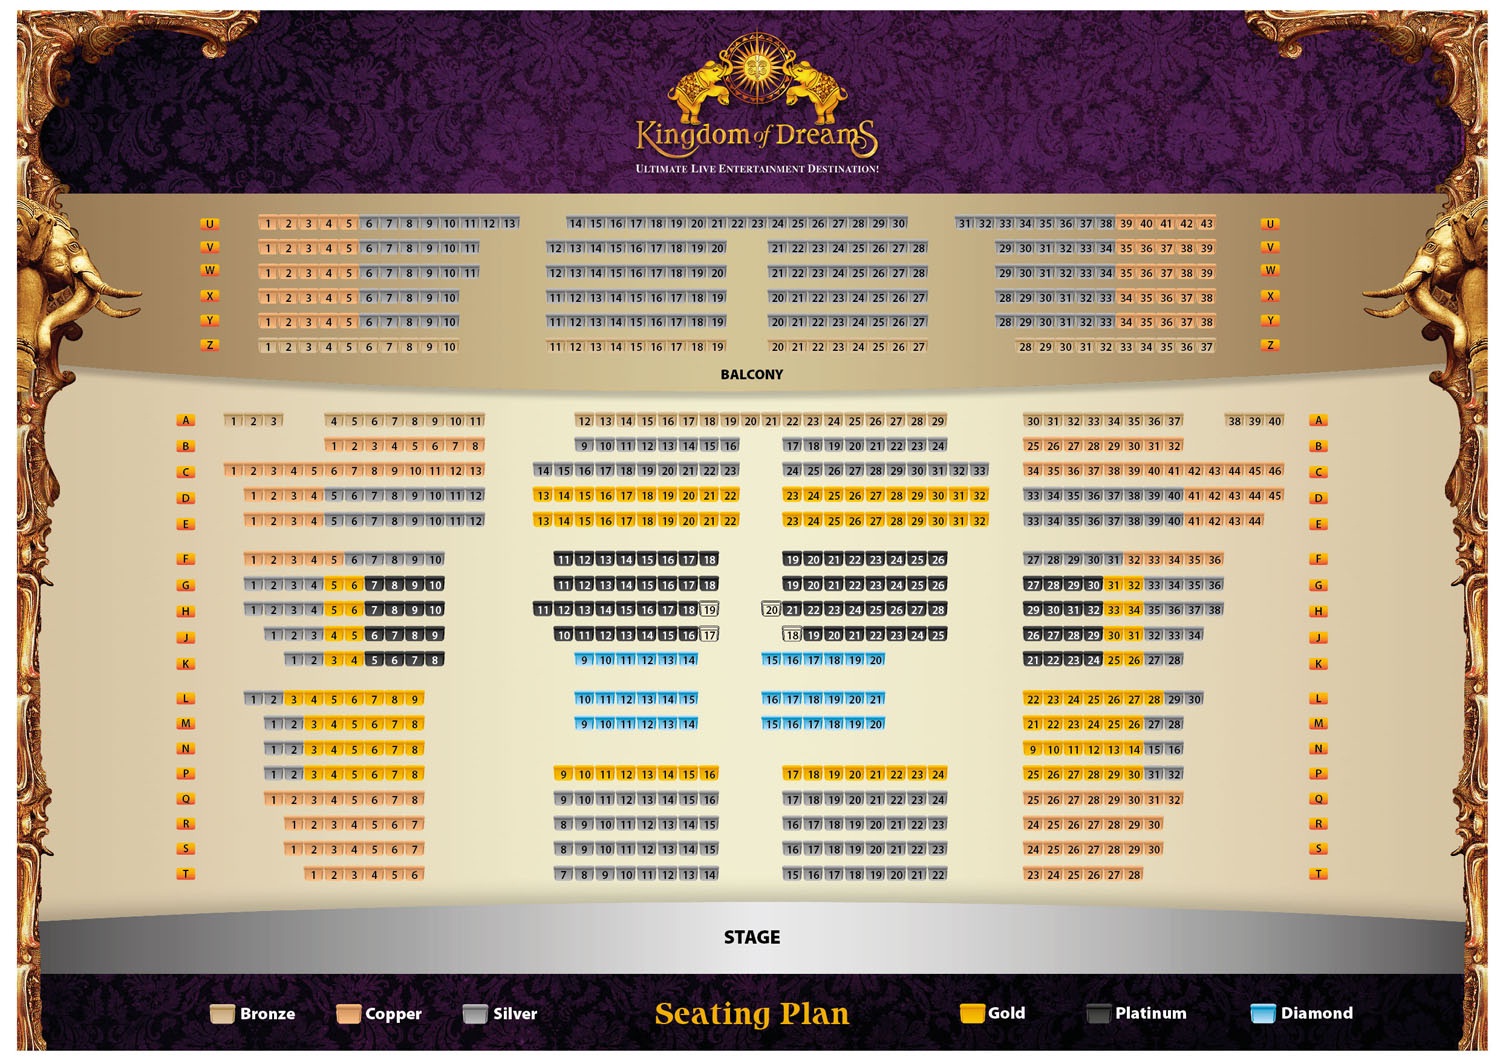 Kingdom of Dreams
ULTIMATE LIVE ENTERTAINMENT DESTINATION!
U 1 2 3 4 5 6 7 8 9 10 11 12 13 14 15 16 17 18 19 20 21 22 23 24 25 26 27 28 29 30 31 32 33 34 35 36 37 38 39 40 41 42 43 U
V 1 2 3 4 5 6 7 8 9 10 11 12 13 14 15 16 17 18 19 20 21 22 23 24 25 26 27 28 29 30 31 32 33 34 35 36 37 38 39 V
W 1 2 3 4 5 6 7 8 9 10 11 12 13 14 15 16 17 18 19 20 21 22 23 24 25 26 27 28 29 30 31 32 33 34 35 36 37 38 39 W
X 1 2 3 4 5 6 7 8 9 10 11 12 13 14 15 16 17 18 19 20 21 22 23 24 25 26 27 28 29 30 31 32 33 34 35 36 37 38 X
Y 1 2 3 4 5 6 7 8 9 10 11 12 13 14 15 16 17 18 19 20 21 22 23 24 25 26 27 28 29 30 31 32 33 34 35 36 37 38 Y
Z 1 2 3 4 5 6 7 8 9 10 11 12 13 14 15 16 17 18 19 20 21 22 23 24 25 26 27 28 29 30 31 32 33 34 35 36 37 Z
BALCONY
A 1 2 3 4 5 6 7 8 9 10 11 12 13 14 15 16 17 18 19 20 21 22 23 24 25 26 27 28 29 30 31 32 33 34 35 36 37 38 39 40 A
B 1 2 3 4 5 6 7 8 9 10 11 12 13 14 15 16 17 18 19 20 21 22 23 24 25 26 27 28 29 30 31 32 B
C 1 2 3 4 5 6 7 8 9 10 11 12 13 14 15 16 17 18 19 20 21 22 23 24 25 26 27 28 29 30 31 32 33 34 35 36 37 38 39 40 41 42 43 44 45 46 C
D 1 2 3 4 5 6 7 8 9 10 11 12 13 14 15 16 17 18 19 20 21 22 23 24 25 26 27 28 29 30 31 32 33 34 35 36 37 38 39 40 41 42 43 44 45 D
E 1 2 3 4 5 6 7 8 9 10 11 12 13 14 15 16 17 18 19 20 21 22 23 24 25 26 27 28 29 30 31 32 33 34 35 36 37 38 39 40 41 42 43 44 E
F 1 2 3 4 5 6 7 8 9 10 11 12 13 14 15 16 17 18 19 20 21 22 23 24 25 26 27 28 29 30 31 32 33 34 35 36 F
G 1 2 3 4 5 6 7 8 9 10 11 12 13 14 15 16 17 18 19 20 21 22 23 24 25 26 27 28 29 30 31 32 33 34 35 36 G
H 1 2 3 4 5 6 7 8 9 10 11 12 13 14 15 16 17 18 19 20 21 22 23 24 25 26 27 28 29 30 31 32 33 34 35 36 37 38 H
J 1 2 3 4 5 6 7 8 9 10 11 12 13 14 15 16 17 18 19 20 21 22 23 24 25 26 27 28 29 30 31 32 33 34 J
K 1 2 3 4 5 6 7 8 9 10 11 12 13 14 15 16 17 18 19 20 21 22 23 24 25 26 27 28 K
L 1 2 3 4 5 6 7 8 9 10 11 12 13 14 15 16 17 18 19 20 21 22 23 24 25 26 27 28 29 30 L
M 1 2 3 4 5 6 7 8 9 10 11 12 13 14 15 16 17 18 19 20 21 22 23 24 25 26 27 28 M
N 1 2 3 4 5 6 7 8 9 10 11 12 13 14 15 16 N
P 1 2 3 4 5 6 7 8 9 10 11 12 13 14 15 16 17 18 19 20 21 22 23 24 25 26 27 28 29 30 31 32 P
Q 1 2 3 4 5 6 7 8 9 10 11 12 13 14 15 16 17 18 19 20 21 22 23 24 25 26 27 28 29 30 31 32 Q
R 1 2 3 4 5 6 7 8 9 10 11 12 13 14 15 16 17 18 19 20 21 22 23 24 25 26 27 28 29 30 R
S 1 2 3 4 5 6 7 8 9 10 11 12 13 14 15 16 17 18 19 20 21 22 23 24 25 26 27 28 29 30 S
T 1 2 3 4 5 6 7 8 9 10 11 12 13 14 15 16 17 18 19 20 21 22 23 24 25 26 27 28 T
STAGE
Bronze Copper Silver Seating Plan Gold Platinum Diamond